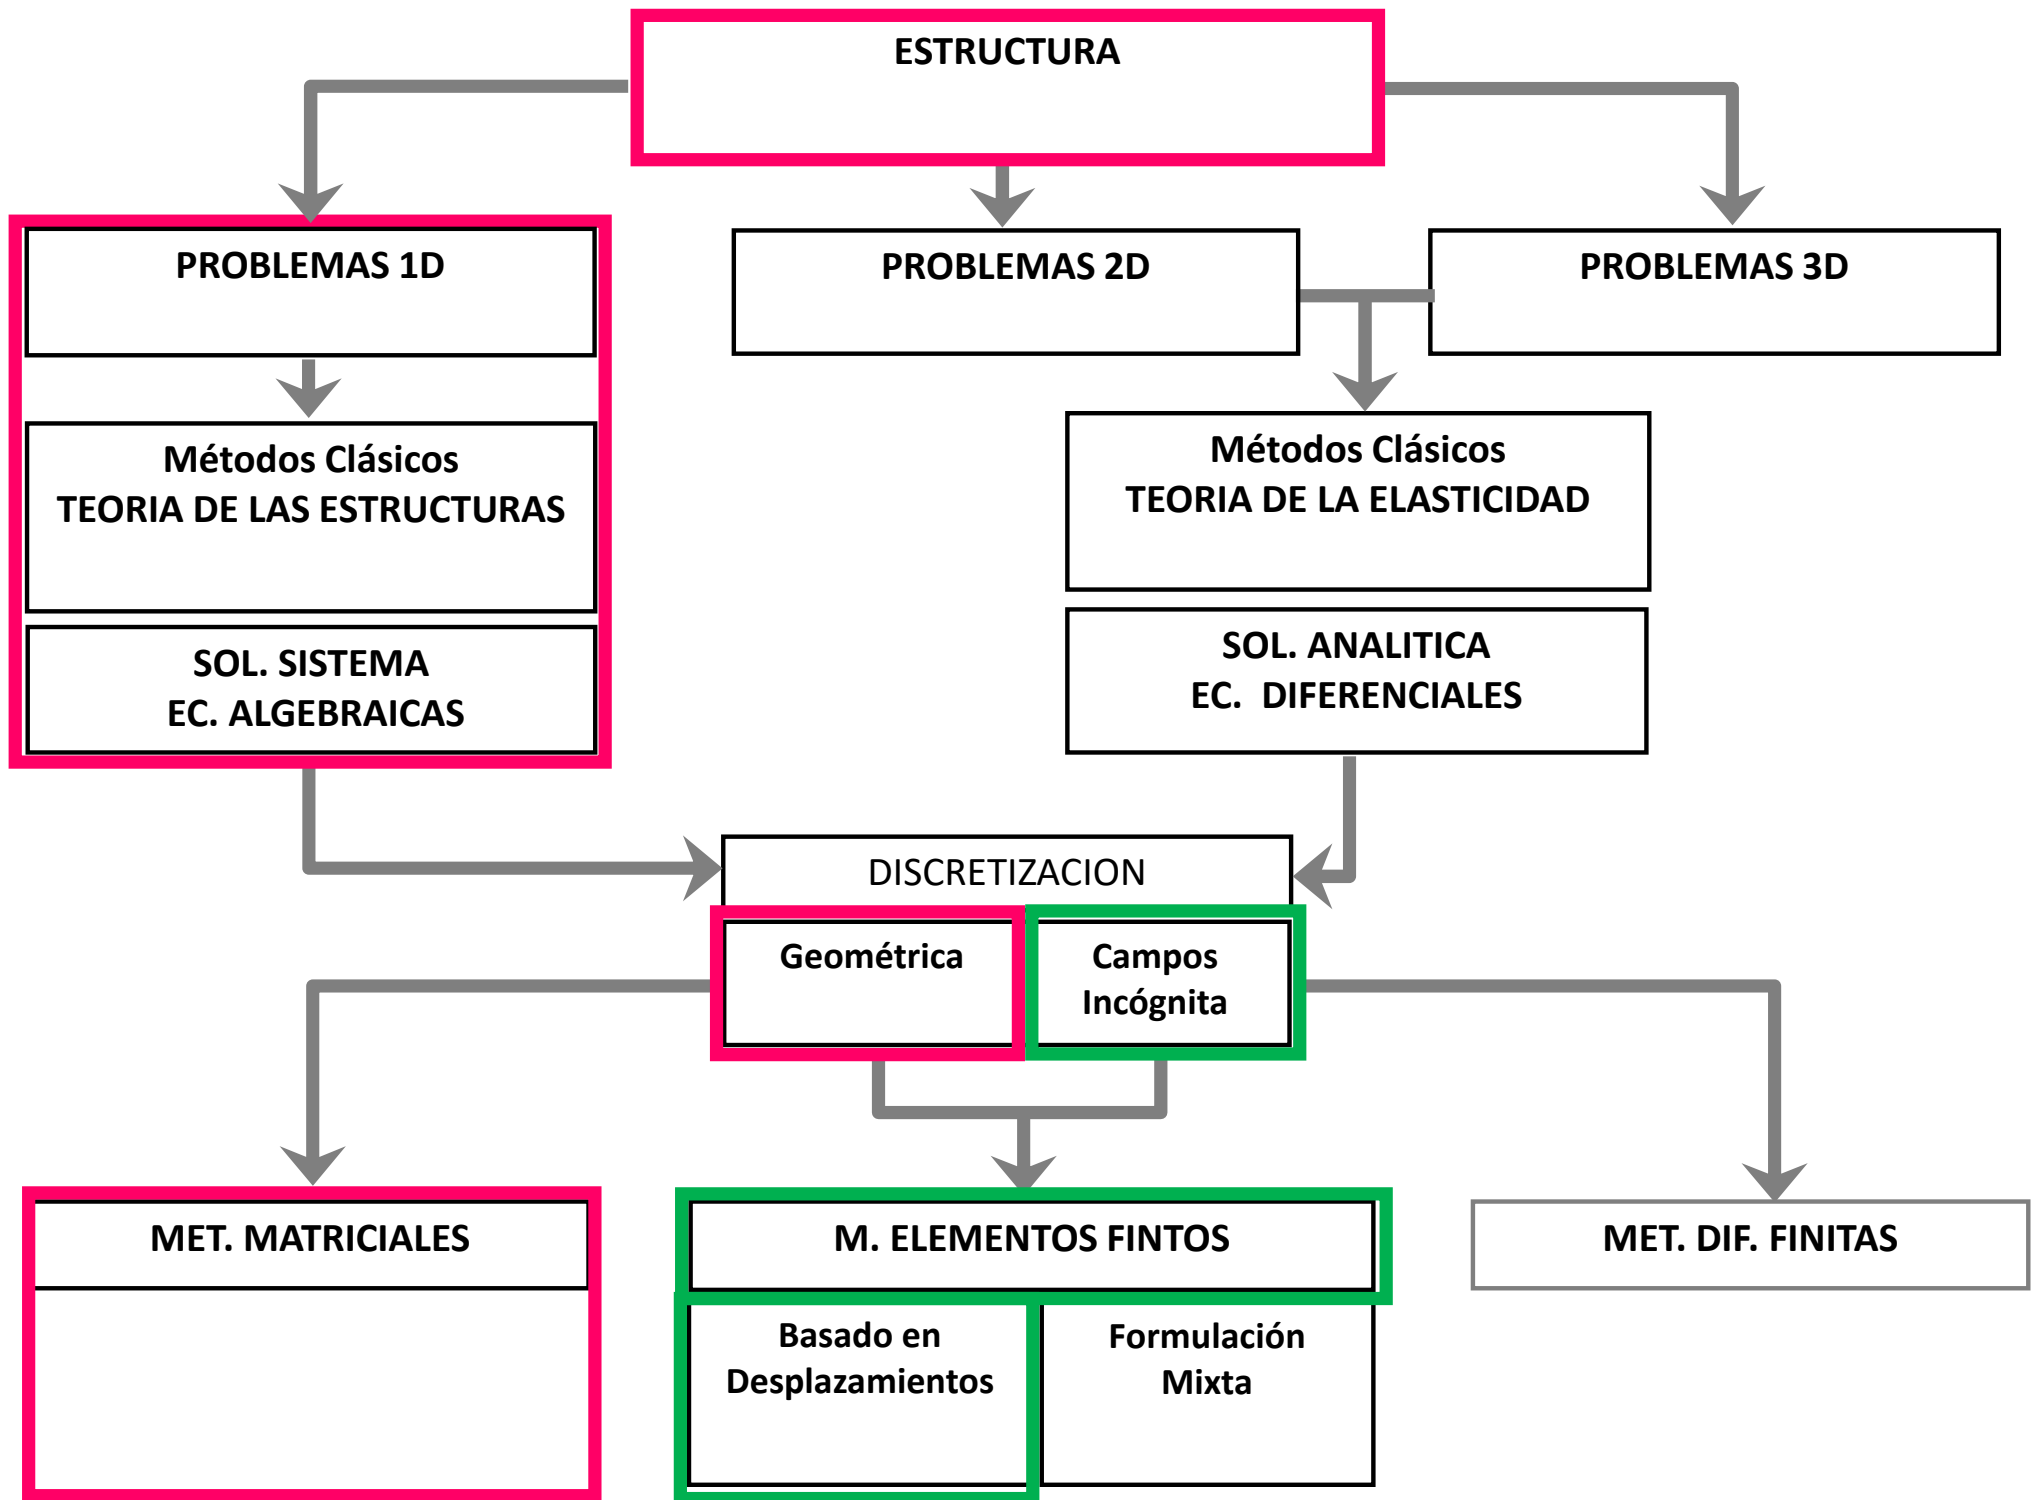 ESTRUCTURA
PROBLEMAS 1D
PROBLEMAS 2D
PROBLEMAS 3D
Métodos Clásicos
TEORIA DE LAS ESTRUCTURAS
Métodos Clásicos
TEORIA DE LA ELASTICIDAD
SOL. SISTEMA
EC. ALGEBRAICAS
SOL. ANALITICA
EC. DIFERENCIALES
DISCRETIZACION
Geométrica
Campos
Incógnita
MET. MATRICIALES
M. ELEMENTOS FINTOS
MET. DIF. FINITAS
Basado en
Desplazamientos
Formulación
Mixta